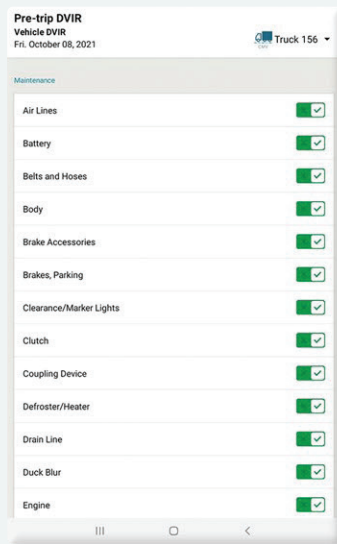 Pre-trip DVIR
Vehicle DVIR
Fri. October 08, 2021
Truck 156
Maintenance
Air Lines
Battery
Belts and Hoses
Body
Brake Accessories
Brakes, Parking
Clearance/Marker Lights
Clutch
Coupling Device
Defroster/Heater
Drain Line
Duck Blur
Engine